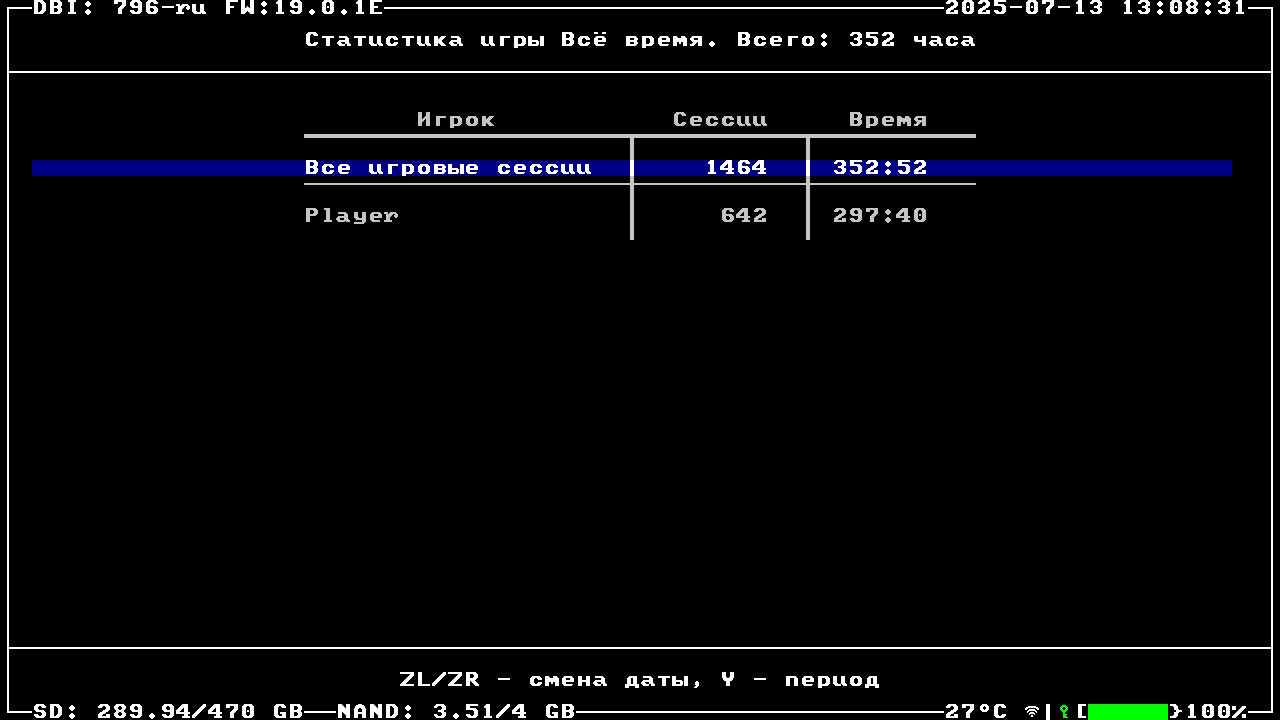 DBI: 796-ru FW:19.0.1E 2025-07-13 13:08:31
Статистика игры Всё время. Всего: 352 часа
Игрок Сессии Время
Все игровые сессии 1464 352:52
Player 642 297:40
ZL/ZR - смена даты, Y - период
SD: 289.94/470 GB NAND: 3.51/4 GB 27°C | [ }100%